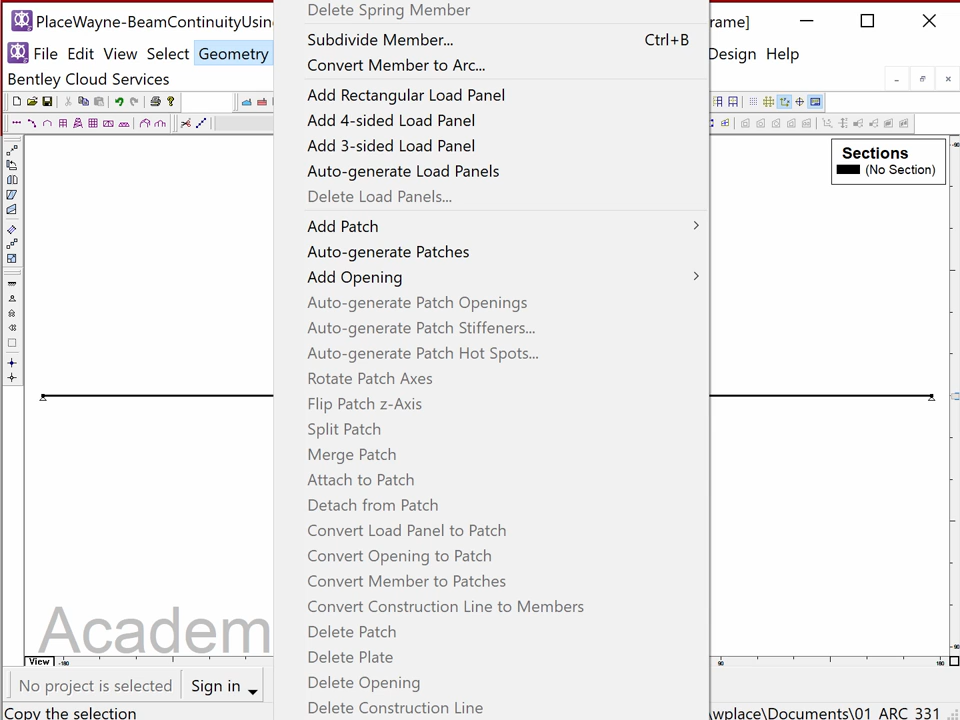 PlaceWayne-BeamContinuityUsin
rame]
File Edit View Select Geometry
Design Help
Bentley Cloud Services
Delete Spring Member
Subdivide Member... Ctrl+B
Convert Member to Arc...
Add Rectangular Load Panel
Add 4-sided Load Panel
Add 3-sided Load Panel
Auto-generate Load Panels
Delete Load Panels...
Add Patch
Auto-generate Patches
Add Opening
Auto-generate Patch Openings
Auto-generate Patch Stiffeners...
Auto-generate Patch Hot Spots...
Rotate Patch Axes
Flip Patch z-Axis
Split Patch
Merge Patch
Attach to Patch
Detach from Patch
Convert Load Panel to Patch
Convert Opening to Patch
Convert Member to Patches
Convert Construction Line to Members
Delete Patch
Delete Plate
Delete Opening
Delete Construction Line
Sections
(No Section)
-90
90
Academ
View -180
90 180
No project is selected Sign in
Copy the selection
\wplace\Documents\01_ARC_331